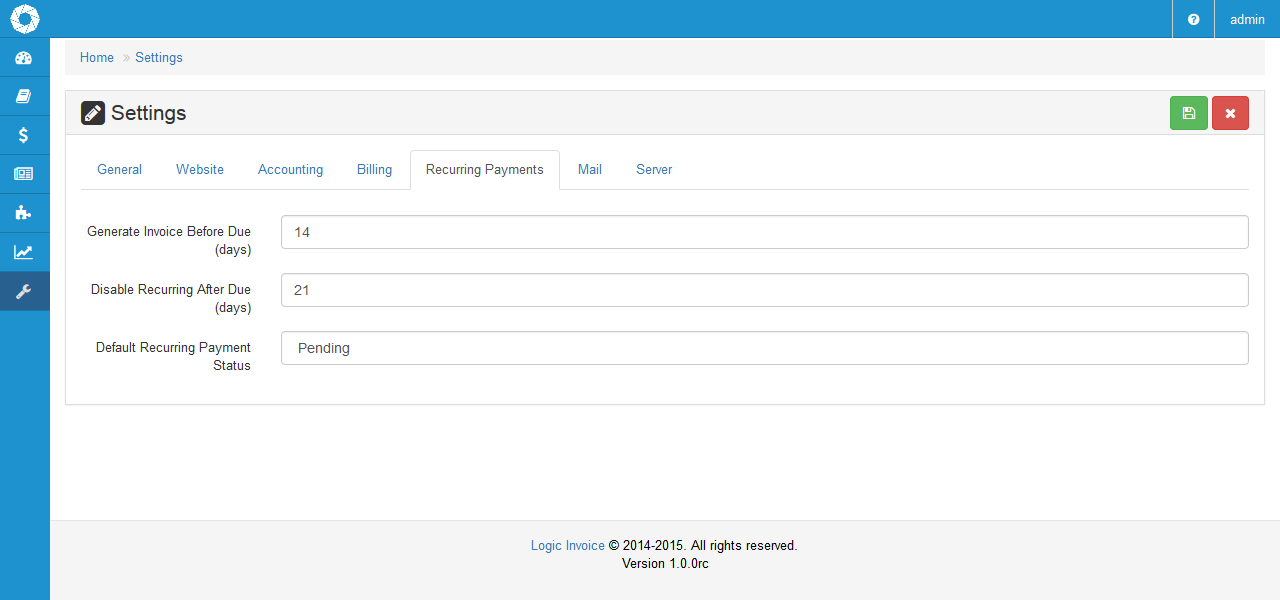 admin
Home » Settings
Settings
General Website Accounting Billing Recurring Payments Mail Server
Generate Invoice Before Due
(days)
14
Disable Recurring After Due
(days)
21
Default Recurring Payment
Status
Pending
Logic Invoice © 2014-2015. All rights reserved.
Version 1.0.0rc